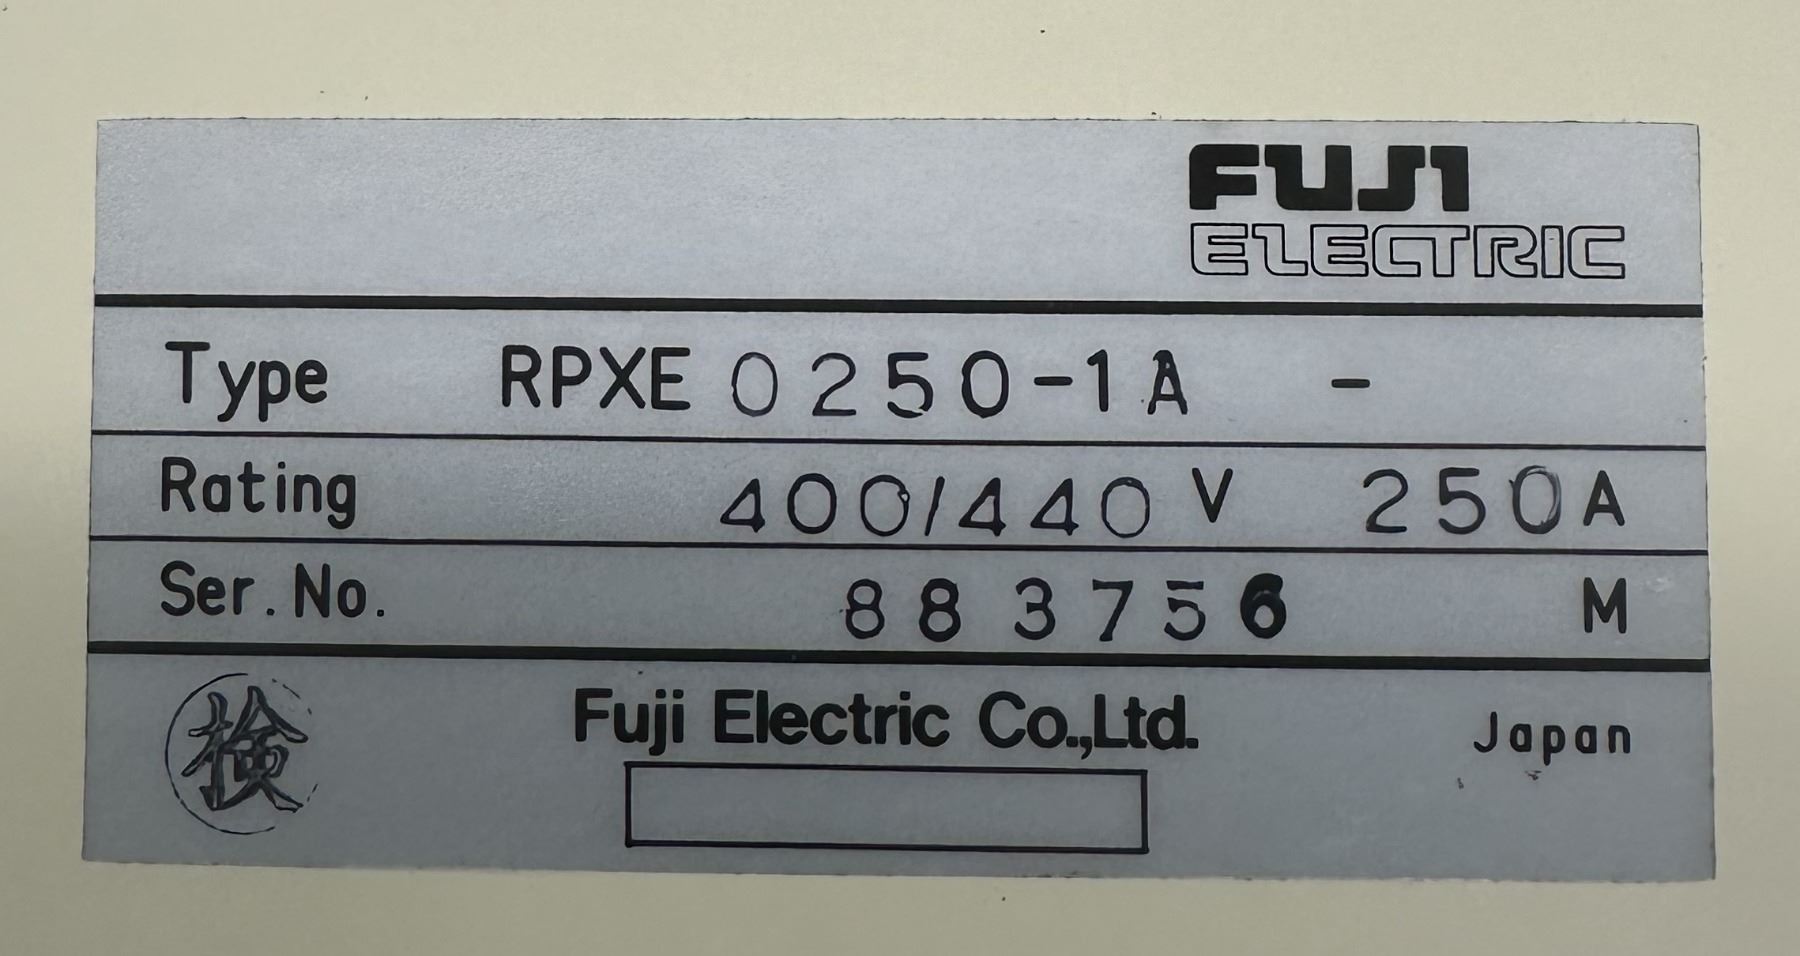 FUJI
ELECTRIC
Type RPXE 0250-1A -
Rating 400/440 V 250A
Ser. No. 883756 M
検
Fuji Electric Co.,Ltd.
Japan